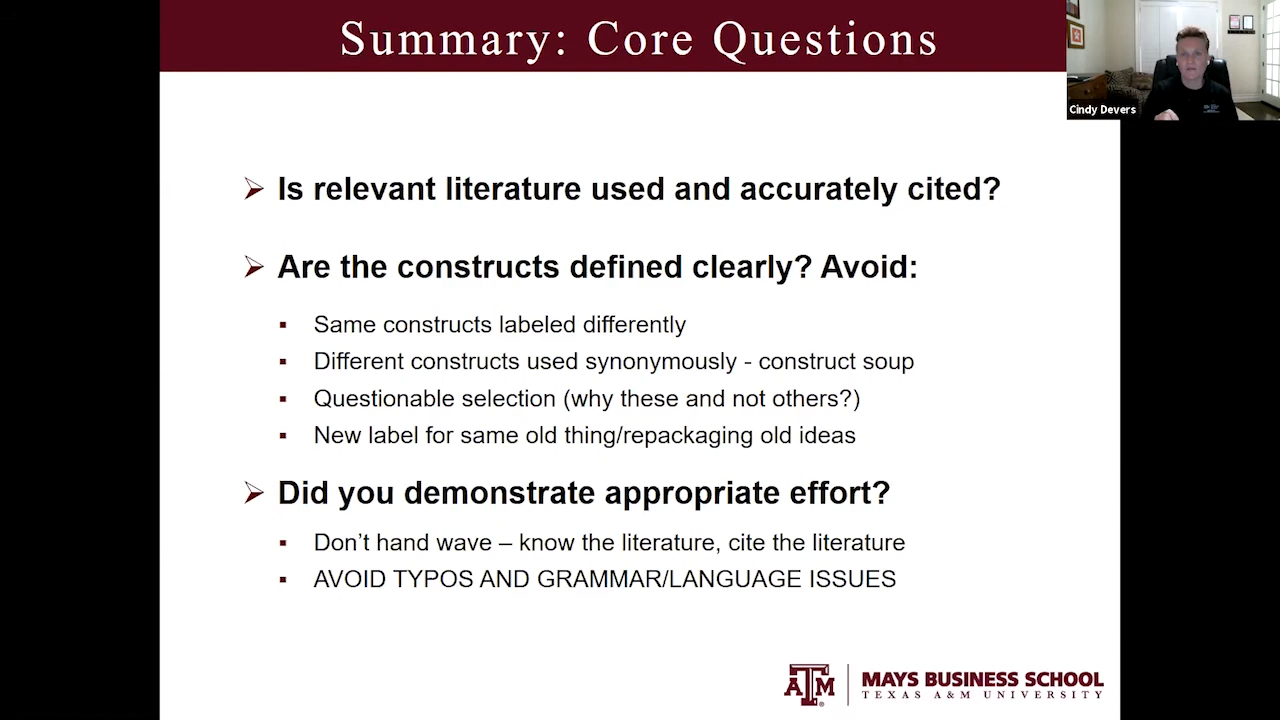 Summary: Core Questions
Cindy Devers
Is relevant literature used and accurately cited?
Are the constructs defined clearly? Avoid:
Same constructs labeled differently
Different constructs used synonymously - construct soup
Questionable selection (why these and not others?)
New label for same old thing/repackaging old ideas
Did you demonstrate appropriate effort?
Don’t hand wave – know the literature, cite the literature
AVOID TYPOS AND GRAMMAR/LANGUAGE ISSUES
ATM
MAYS BUSINESS SCHOOL
TEXAS A&M UNIVERSITY